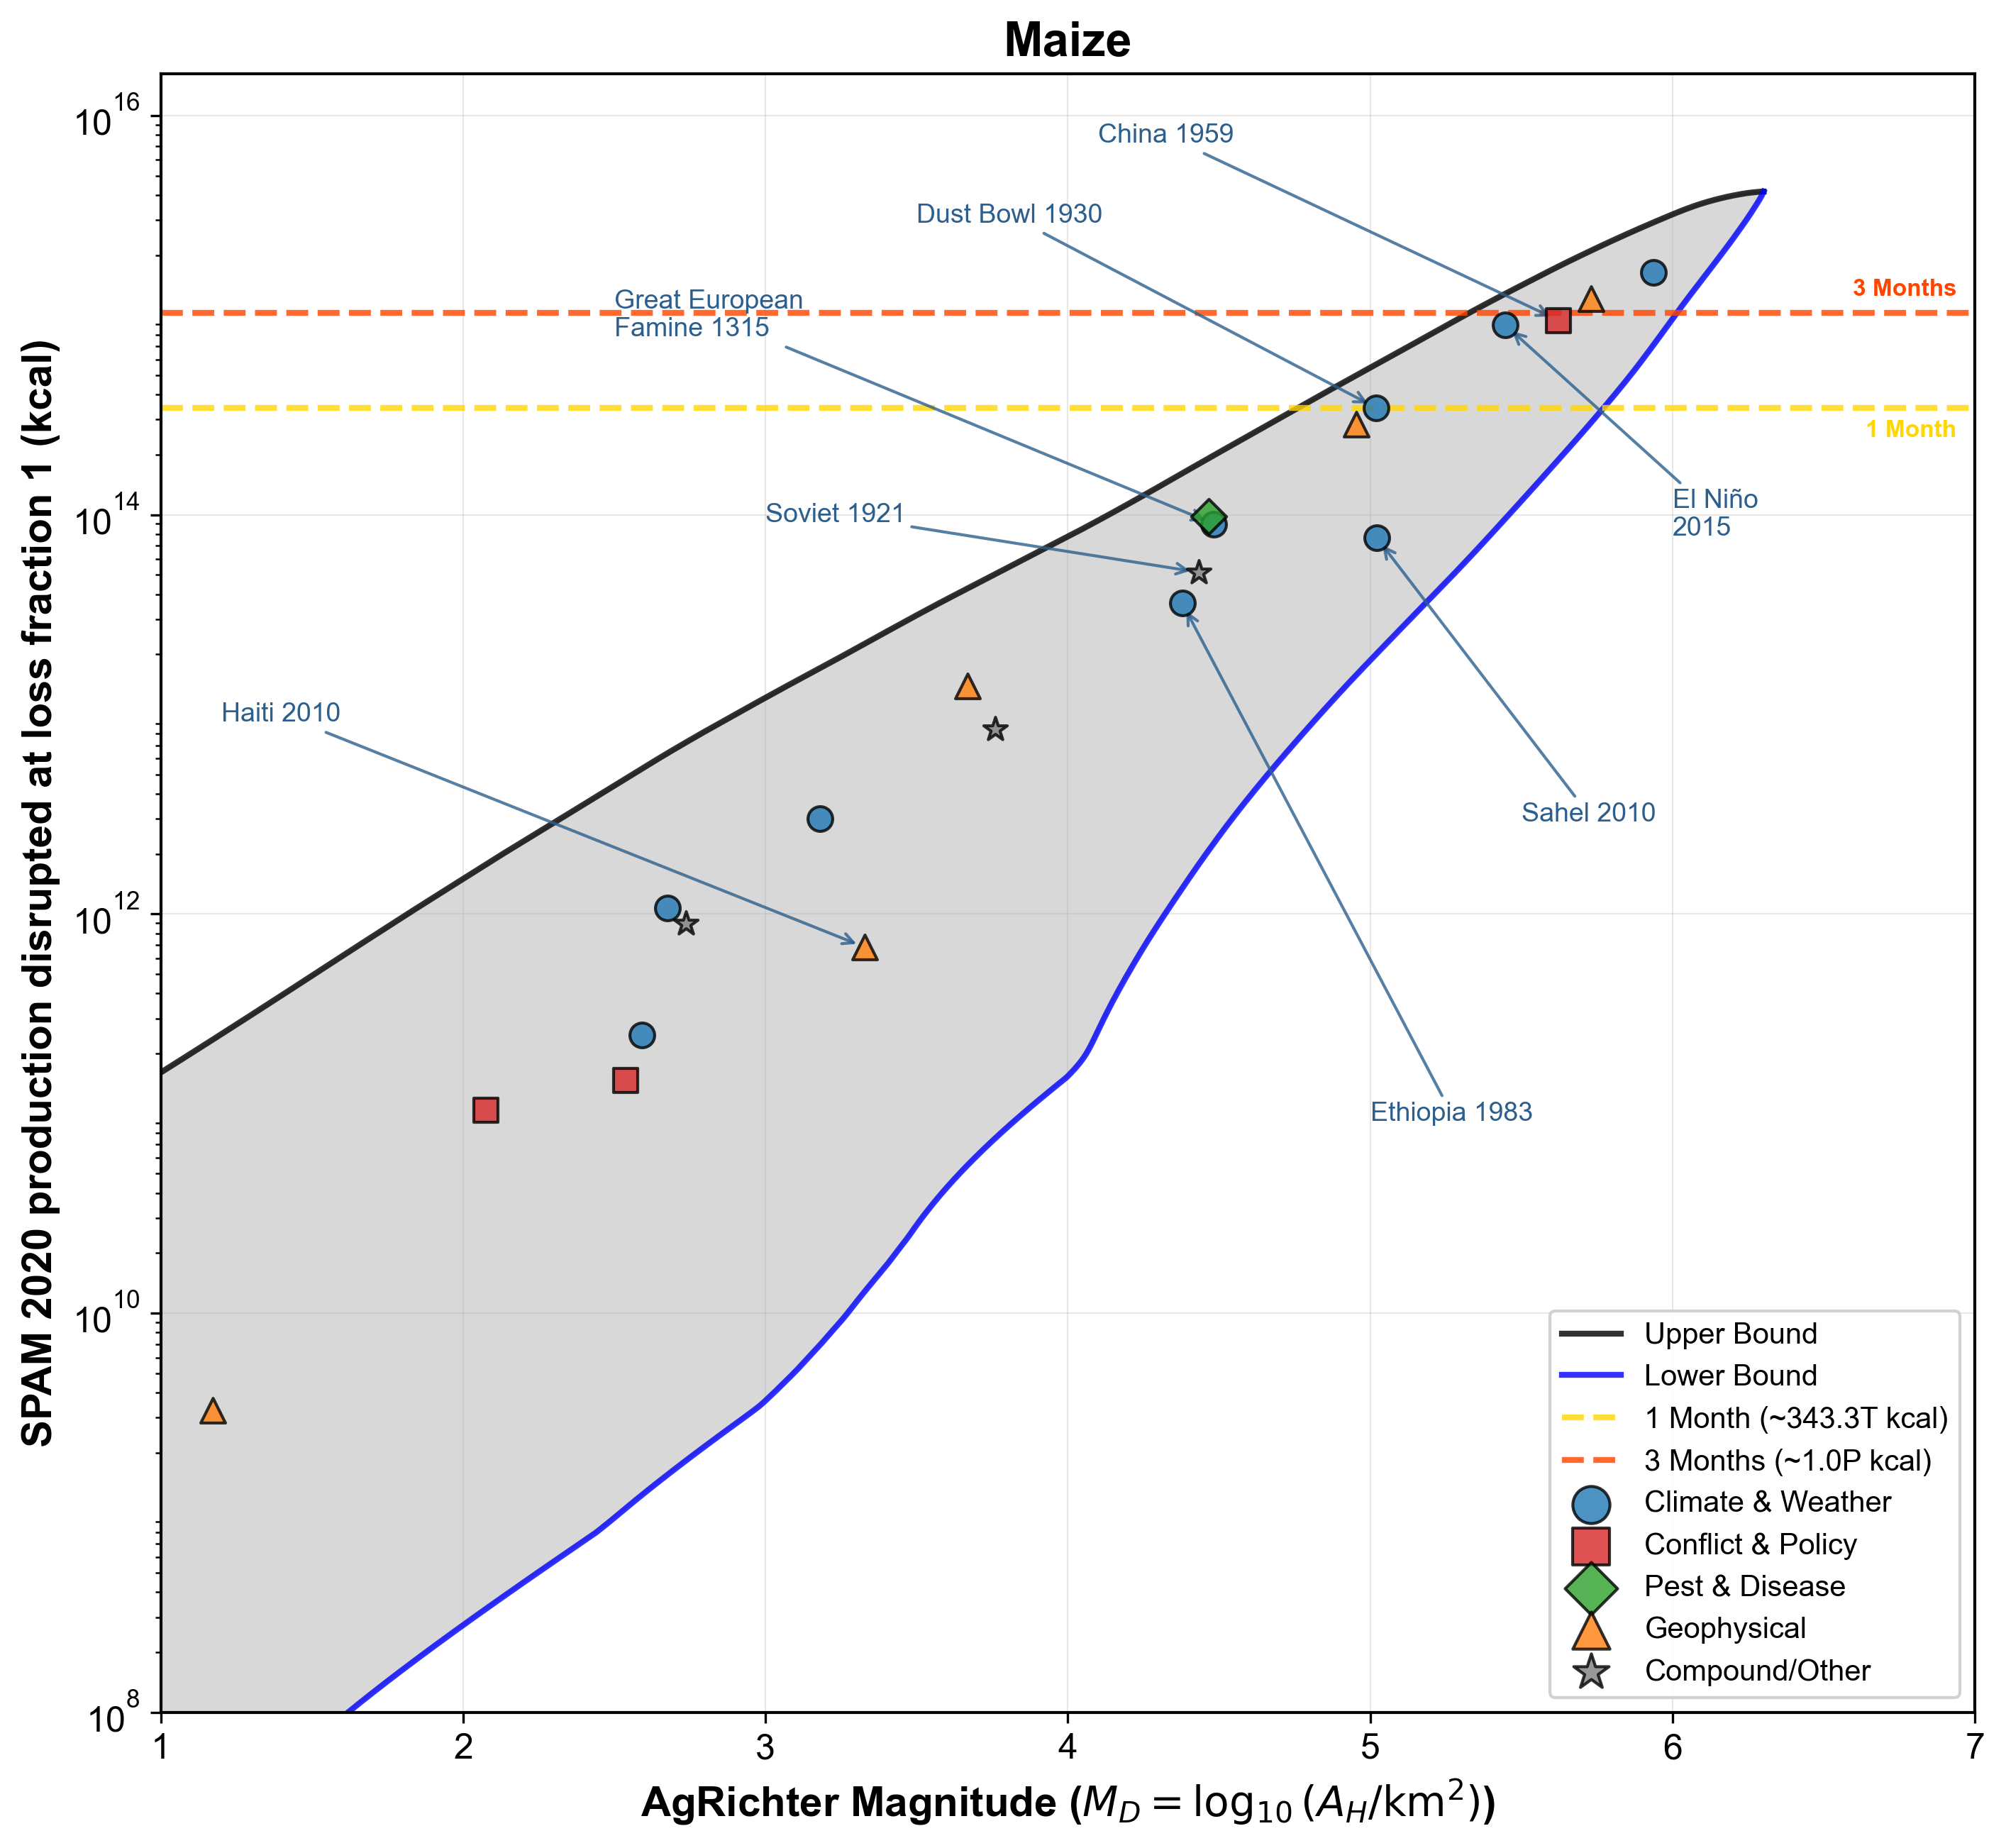 Maize
10^16
10^14
10^12
10^10
10^8
SPAM 2020 production disrupted at loss fraction 1 (kcal)
China 1959
Dust Bowl 1930
Great European
Famine 1315
3 Months
1 Month
Soviet 1921
El Niño
2015
Haiti 2010
Sahel 2010
Ethiopia 1983
Upper Bound
Lower Bound
1 Month (~343.3T kcal)
3 Months (~1.0P kcal)
Climate & Weather
Conflict & Policy
Pest & Disease
Geophysical
Compound/Other
1 2 3 4 5 6 7
AgRichter Magnitude (M_D = log_10(A_H/km^2))